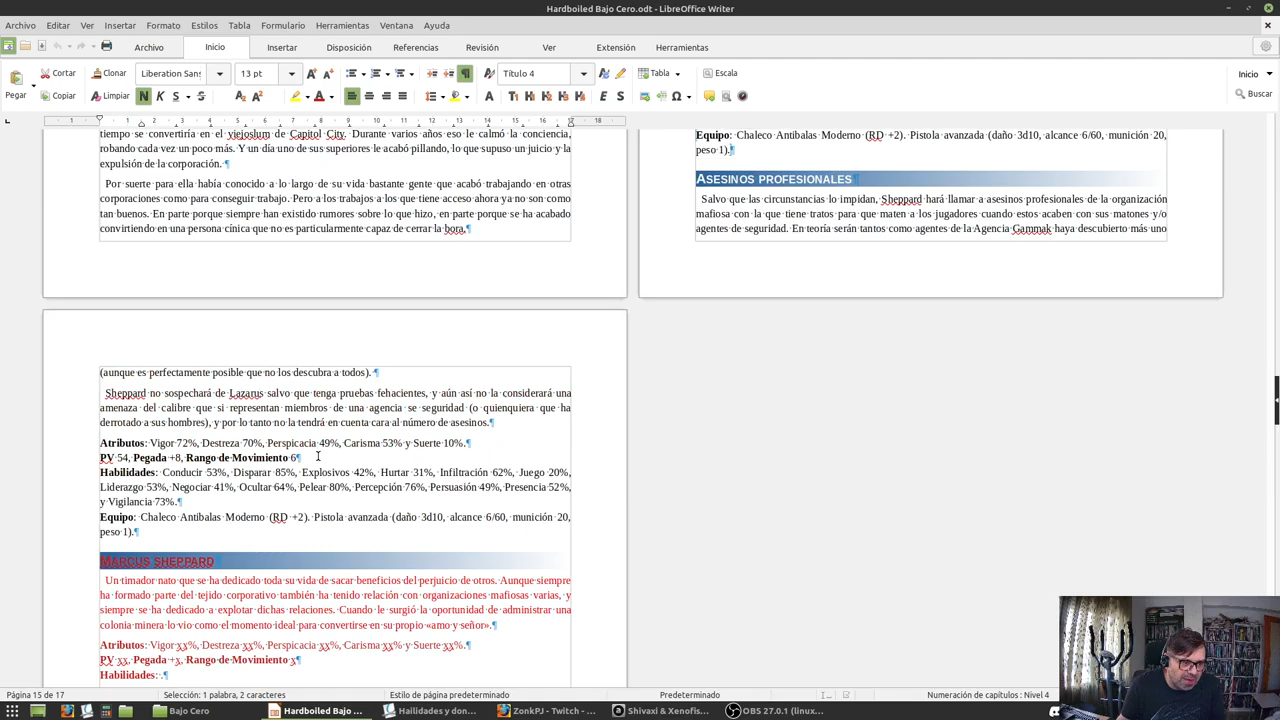 Hardboiled Bajo Cero.odt - LibreOffice Writer
Archivo Editar Ver Insertar Formato Estilos Tabla Formulario Herramientas Ventana Ayuda
Archivo Inicio Insertar Disposición Referencias Revisión Ver Extensión Herramientas
Pegar Cortar Copiar Clonar Limpiar Liberation Sans 13 pt Título 4 Tabla Escala Inicio Buscar
tiempo se convertiría en el viejoslum de Capitol City. Durante varios años eso le calmó la conciencia,
robando cada vez un poco más. Y un día uno de sus superiores le acabó pillando, lo que supuso un juicio y la
expulsión de la corporación. ¶
Por suerte para ella había conocido a lo largo de su vida bastante gente que acabó trabajando en otras
corporaciones como para conseguir trabajo. Pero a los trabajos a los que tiene acceso ahora ya no son como
tan buenos. En parte porque siempre han existido rumores sobre lo que hizo, en parte porque se ha acabado
convirtiendo en una persona cínica que no es particularmente capaz de cerrar la bora.¶
Equipo: Chaleco Antibalas Moderno (RD +2). Pistola avanzada (daño 3d10, alcance 6/60, munición 20,
peso 1).¶
ASESINOS PROFESIONALES¶
Salvo que las circunstancias lo impidan, Sheppard hará llamar a asesinos profesionales de la organización
mafiosa con la que tiene tratos para que maten a los jugadores cuando estos acaben con sus matones y/o
agentes de seguridad. En teoría serán tantos como agentes de la Agencia Gammak haya descubierto más uno
(aunque es perfectamente posible que no los descubra a todos). ¶
Sheppard no sospechará de Lazarus salvo que tenga pruebas fehacientes, y aún así no la considerará una
amenaza del calibre que si representan miembros de una agencia se seguridad (o quienquiera que ha
derrotado a sus hombres), y por lo tanto no la tendrá en cuenta cara al número de asesinos.¶
Atributos: Vigor 72%, Destreza 70%, Perspicacia 49%, Carisma 53% y Suerte 10%.¶
PV 54, Pegada +8, Rango de Movimiento 6¶
Habilidades: Conducir 53%, Disparar 85%, Explosivos 42%, Hurtar 31%, Infiltración 62%, Juego 20%,
Liderazgo 53%, Negociar 41%, Ocultar 64%, Pelear 80%, Percepción 76%, Persuasión 49%, Presencia 52%,
y Vigilancia 73%.¶
Equipo: Chaleco Antibalas Moderno (RD +2). Pistola avanzada (daño 3d10, alcance 6/60, munición 20,
peso 1).¶
MARCUS SHEPPARD¶
Un timador nato que se ha dedicado toda su vida de sacar beneficios del perjuicio de otros. Aunque siempre
ha formado parte del tejido corporativo también ha tenido relación con organizaciones mafiosas varias, y
siempre se ha dedicado a explotar dichas relaciones. Cuando le surgió la oportunidad de administrar una
colonia minera lo vio como el momento ideal para convertirse en su propio «amo y señor».¶
Atributos: Vigor xx%, Destreza xx%, Perspicacia xx%, Carisma xx% y Suerte xx%.¶
PV xx, Pegada +x, Rango de Movimiento x¶
Habilidades: .¶
Página 15 de 17 Selección: 1 palabra, 2 caracteres Estilo de página predeterminado Predeterminado Numeración de capítulos : Nivel 4
Bajo Cero Hardboiled Bajo ... Hailidades y don... ZonkPJ - Twitch - ... Shivaxi & Xenofis... OBS 27.0.1 (linux...